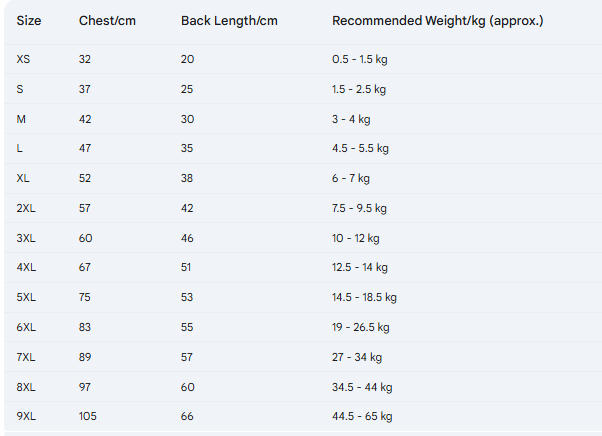 Size Chest/cm Back Length/cm Recommended Weight/kg (approx.)
XS 32 20 0.5 - 1.5 kg
S 37 25 1.5 - 2.5 kg
M 42 30 3 - 4 kg
L 47 35 4.5 - 5.5 kg
XL 52 38 6 - 7 kg
2XL 57 42 7.5 - 9.5 kg
3XL 60 46 10 - 12 kg
4XL 67 51 12.5 - 14 kg
5XL 75 53 14.5 - 18.5 kg
6XL 83 55 19 - 26.5 kg
7XL 89 57 27 - 34 kg
8XL 97 60 34.5 - 44 kg
9XL 105 66 44.5 - 65 kg